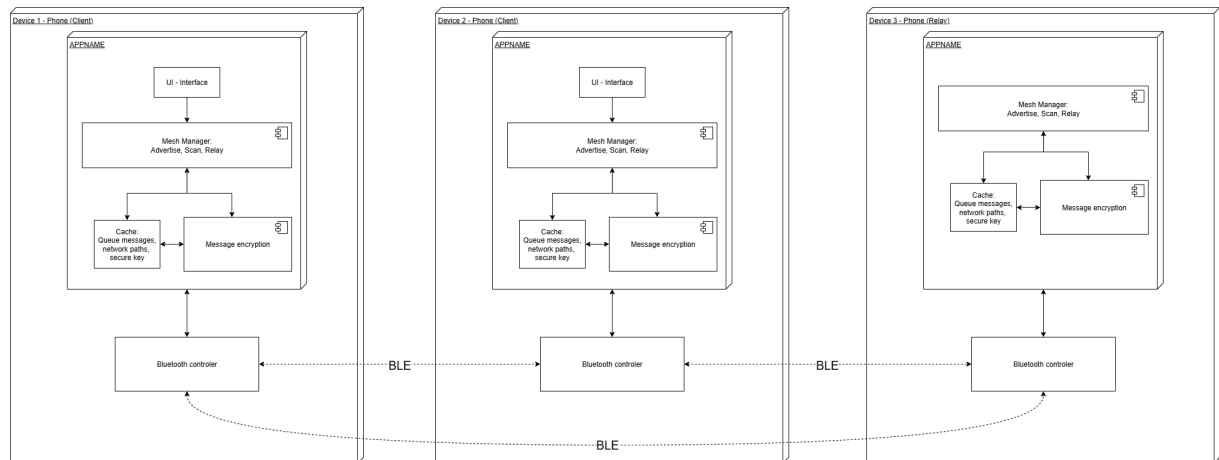 Device 1 - Phone (Client)
APPNAME
UI - Interface
Mesh Manager:
Advertise, Scan, Relay
Cache:
Queue messages,
network paths,
secure key
Message encryption
Bluetooth controler
Device 2 - Phone (Client)
APPNAME
UI - Interface
Mesh Manager:
Advertise, Scan, Relay
Cache:
Queue messages,
network paths,
secure key
Message encryption
Bluetooth controler
Device 3 - Phone (Relay)
APPNAME
Mesh Manager:
Advertise, Scan, Relay
Cache:
Queue messages,
network paths,
secure key
Message encryption
Bluetooth controler
BLE
BLE
BLE